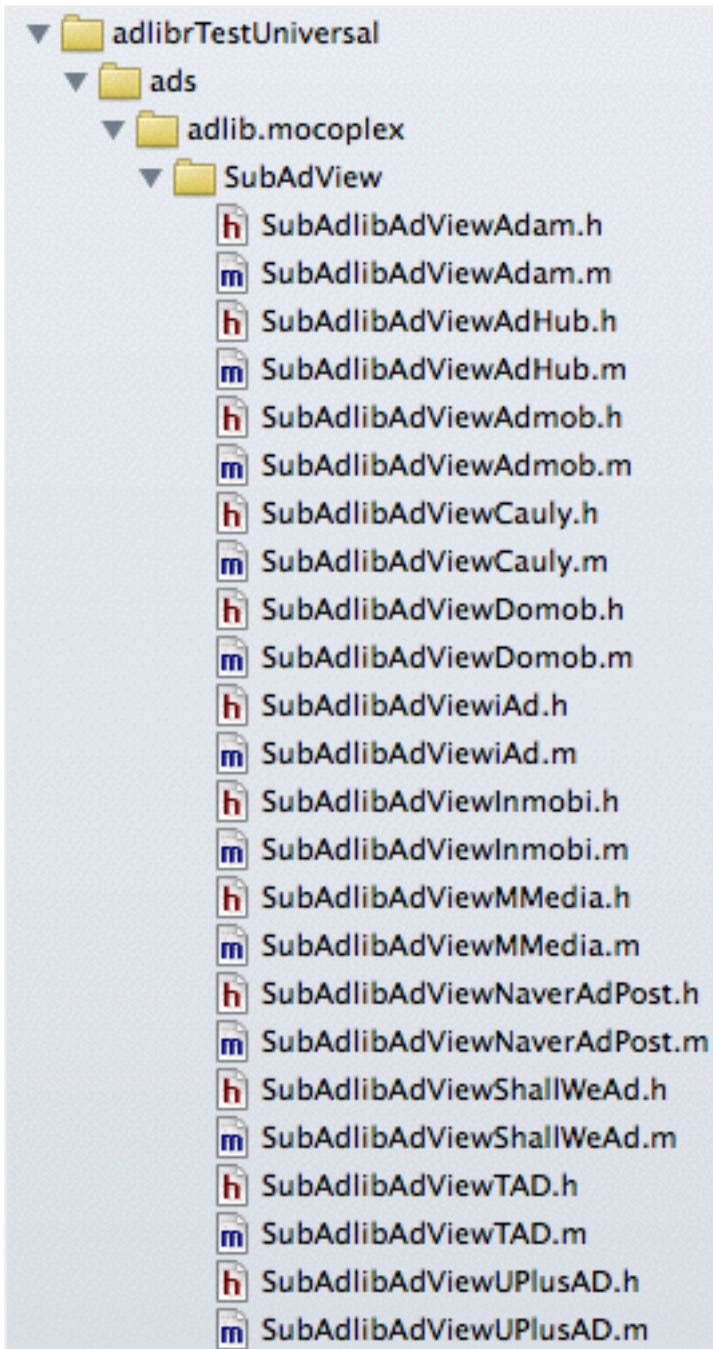 adlibrTestUniversal
ads
adlib.mocoplex
SubAdView
h SubAdlibAdViewAdam.h
m SubAdlibAdViewAdam.m
h SubAdlibAdViewAdHub.h
m SubAdlibAdViewAdHub.m
h SubAdlibAdViewAdmob.h
m SubAdlibAdViewAdmob.m
h SubAdlibAdViewCauly.h
m SubAdlibAdViewCauly.m
h SubAdlibAdViewDomob.h
m SubAdlibAdViewDomob.m
h SubAdlibAdViewiAd.h
m SubAdlibAdViewiAd.m
h SubAdlibAdViewInmobi.h
m SubAdlibAdViewInmobi.m
h SubAdlibAdViewMMedia.h
m SubAdlibAdViewMMedia.m
h SubAdlibAdViewNaverAdPost.h
m SubAdlibAdViewNaverAdPost.m
h SubAdlibAdViewShallWeAd.h
m SubAdlibAdViewShallWeAd.m
h SubAdlibAdViewTAD.h
m SubAdlibAdViewTAD.m
h SubAdlibAdViewUPlusAD.h
m SubAdlibAdViewUPlusAD.m